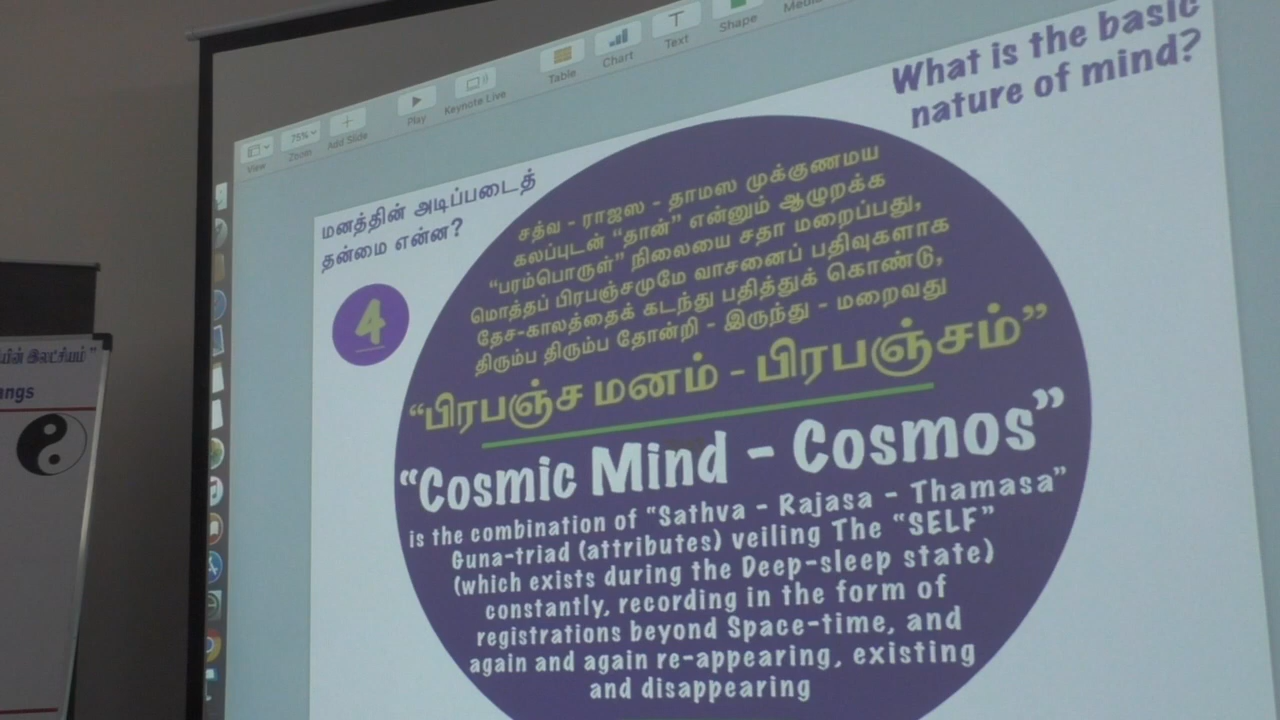 Table
Chart
Text
Shape
Media
Play
Keynote Live
View
75%
Zoom
Add Slide
What is the basic
nature of mind?
மனத்தின் அடிப்படைத்
தன்மை என்ன?
4
சத்வ - ராஜஸ - தாமஸ முக்குணமய
கலப்புடன் “தான்” என்னும் ஆழுறக்க
“பரம்பொருள்” நிலையை சதா மறைப்பது,
மொத்தப் பிரபஞ்சமுமே வாசனைப் பதிவுகளாக
தேச-காலத்தைக் கடந்து பதித்துக் கொண்டு,
திரும்ப திரும்ப தோன்றி - இருந்து - மறைவது
“பிரபஞ்ச மனம் - பிரபஞ்சம்”
“Cosmic Mind - Cosmos”
is the combination of “Sathva - Rajasa - Thamasa”
Guna-triad (attributes) veiling The “SELF”
(which exists during the Deep-sleep state)
constantly, recording in the form of
registrations beyond Space-time, and
again and again re-appearing, existing
and disappearing
இலட்சியம்”